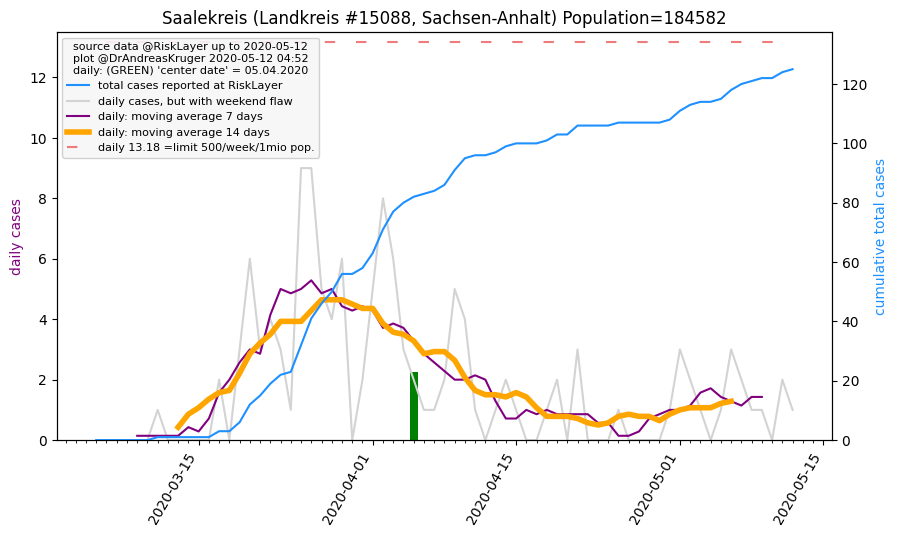 Saalekreis (Landkreis #15088, Sachsen-Anhalt) Population=184582
source data @RiskLayer up to 2020-05-12
plot @DrAndreasKruger 2020-05-12 04:52
daily: (GREEN) 'center date' = 05.04.2020
total cases reported at RiskLayer
daily cases, but with weekend flaw
daily: moving average 7 days
daily: moving average 14 days
daily 13.18 =limit 500/week/1mio pop.
daily cases
12
10
8
6
4
2
0
cumulative total cases
120
100
80
60
40
20
0
2020-03-15
2020-04-01
2020-04-15
2020-05-01
2020-05-15